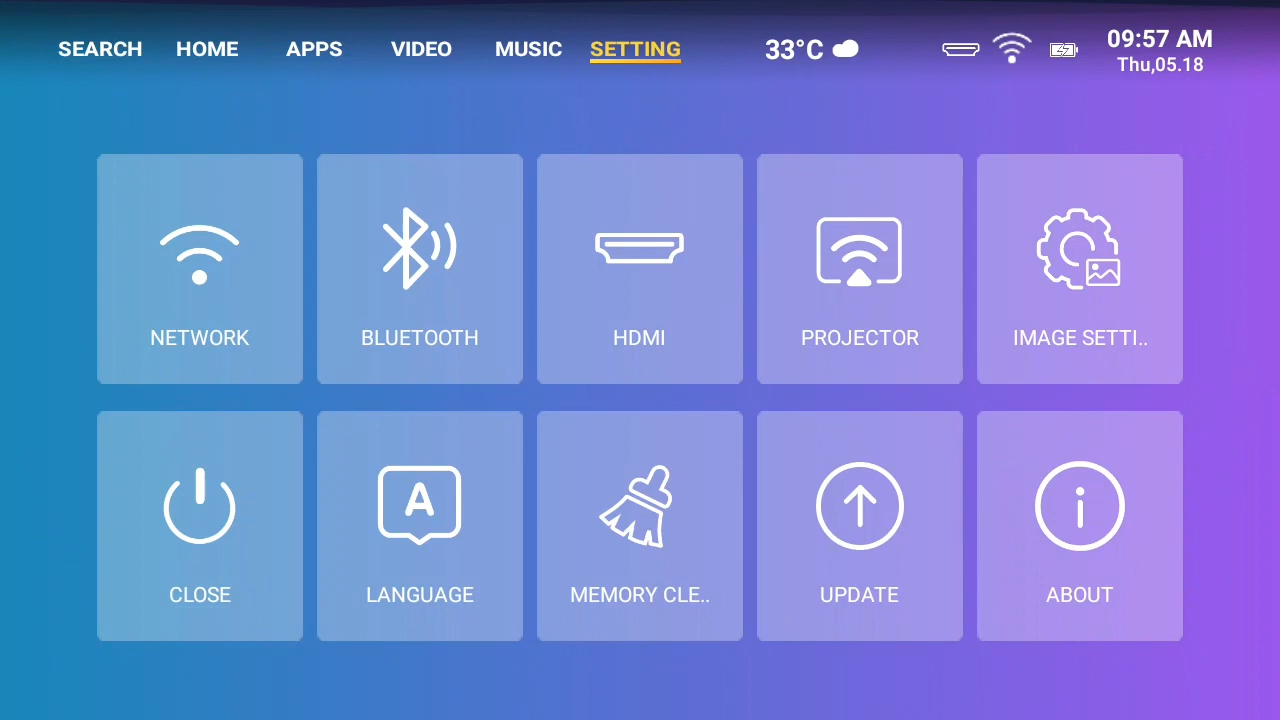 SEARCH HOME APPS VIDEO MUSIC SETTING 33°C 09:57 AM
Thu,05.18
NETWORK BLUETOOTH HDMI PROJECTOR IMAGE SETTI..
A
CLOSE LANGUAGE MEMORY CLE.. UPDATE ABOUT